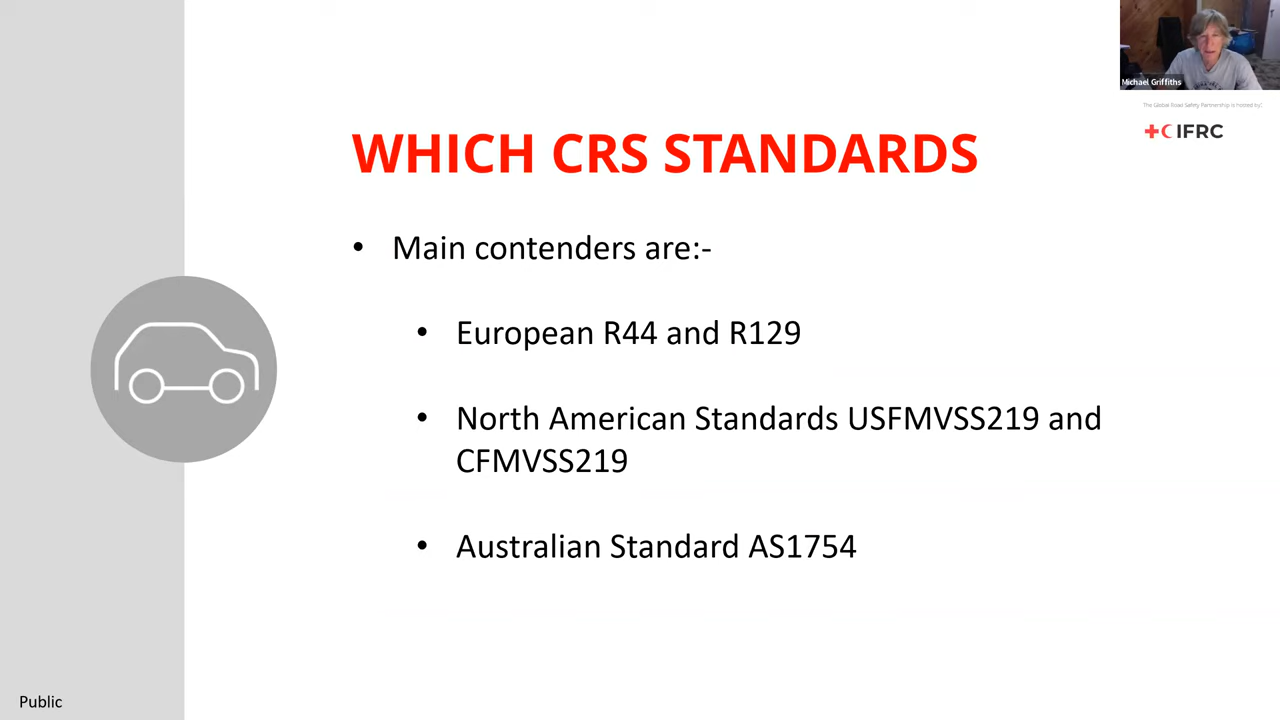 Michael Griffiths
The Global Road Safety Partnership is hosted by:
IFRC
WHICH CRS STANDARDS
• Main contenders are:-
• European R44 and R129
• North American Standards USFMVSS219 and
CFMVSS219
• Australian Standard AS1754
Public